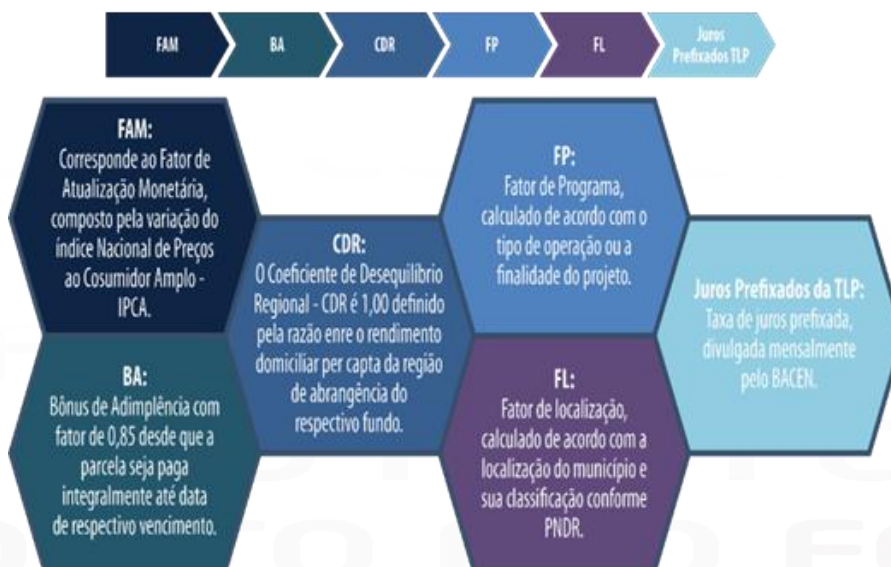 FAM
BA
CDR
FP
FL
Juros
Prefixados TLP
FAM:
Corresponde ao Fator de
Atualização Monetária,
composto pela variação do
índice Nacional de Preços
ao Cosumidor Amplo -
IPCA.
BA:
Bônus de Adimplência com
fator de 0,85 desde que a
parcela seja paga
integralmente até data
de respectivo vencimento.
CDR:
O Coeficiente de Desequilíbrio
Regional - CDR é 1,00 definido
pela razão enre o rendimento
domiciliar per capta da região
de abrangência do
respectivo fundo.
FP:
Fator de Programa,
calculado de acordo com o
tipo de operação ou a
finalidade do projeto.
FL:
Fator de localização,
calculado de acordo com a
localização do município e
sua classificação conforme
PNDR.
Juros Prefixados da TLP:
Taxa de juros prefixada,
divulgada mensalmente
pelo BACEN.